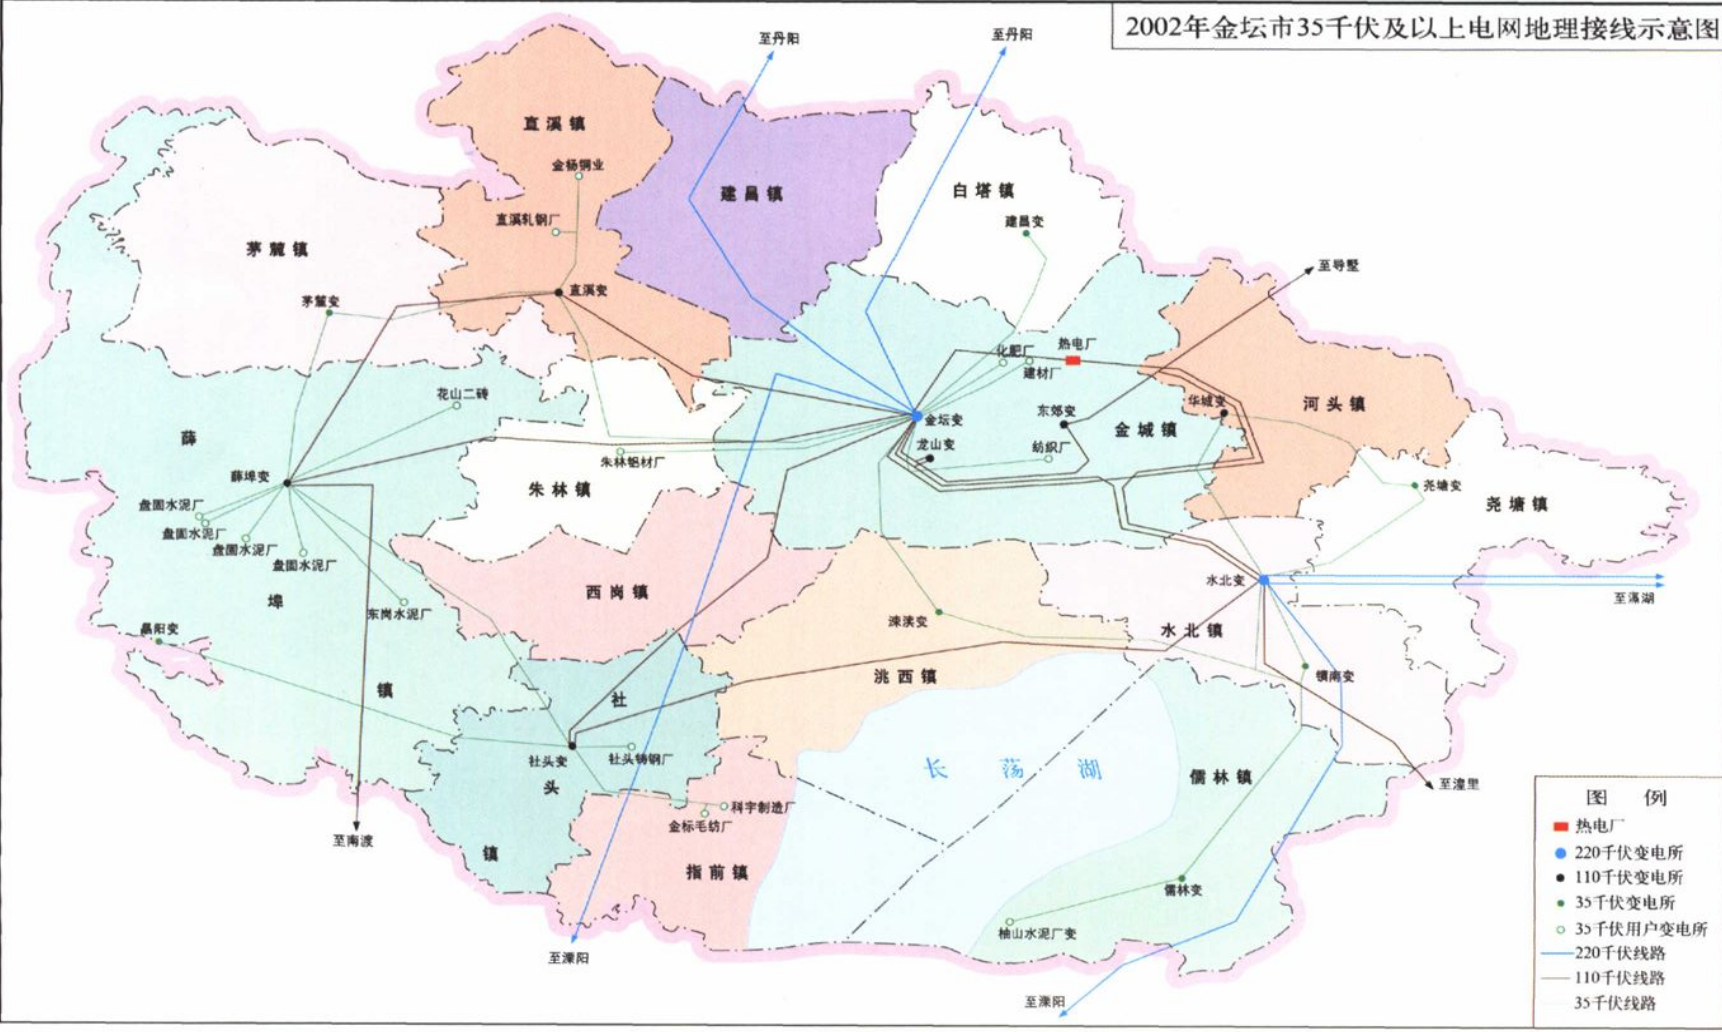 2002年金坛市35千伏及以上电网地理接线示意图
至丹阳
至丹阳
直溪镇
金杨铜业
建昌镇
白塔镇
直溪轧钢厂
建昌变
茅麓镇
至导墅
茅麓变
直溪变
热电厂
化肥厂
建材厂
花山二砖
华城变
河头镇
东郊变
金坛变
金城镇
薛
龙山变
纺织厂
朱林铝材厂
薛埠变
朱林镇
尧塘变
尧塘镇
盘固水泥厂
盘固水泥厂
盘固水泥厂
盘固水泥厂
水北变
西岗镇
埠
至滆湖
东岗水泥厂
涑渎变
晶阳变
水北镇
洮西镇
镇南变
镇
社
社头变
社头铸钢厂
长荡湖
儒林镇
至湟里
头
科宇制造厂
金标毛纺厂
至南渡
镇
指前镇
儒林变
柚山水泥厂变
至溧阳
至溧阳
图例
热电厂
220千伏变电所
110千伏变电所
35千伏变电所
35千伏用户变电所
220千伏线路
110千伏线路
35千伏线路